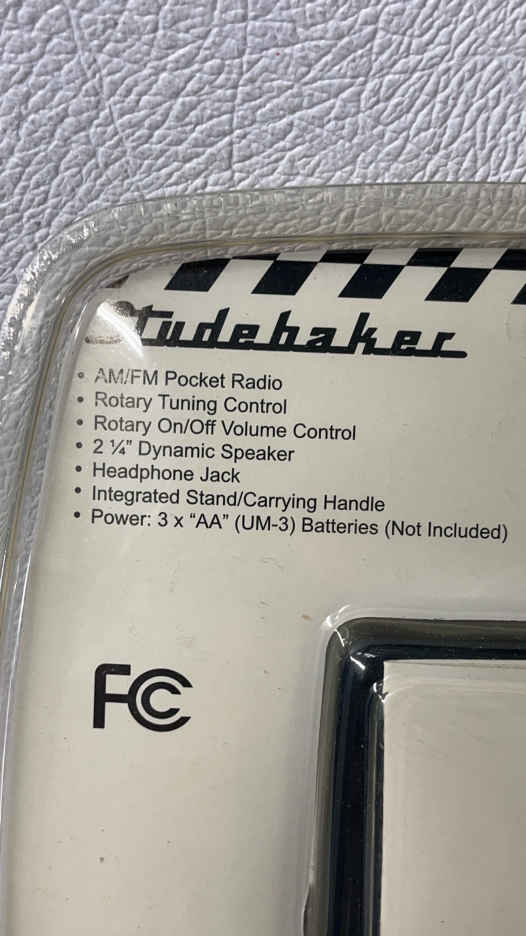 Studebaker
• AM/FM Pocket Radio
• Rotary Tuning Control
• Rotary On/Off Volume Control
• 2 ¼” Dynamic Speaker
• Headphone Jack
• Integrated Stand/Carrying Handle
• Power: 3 x “AA” (UM-3) Batteries (Not Included)
FC